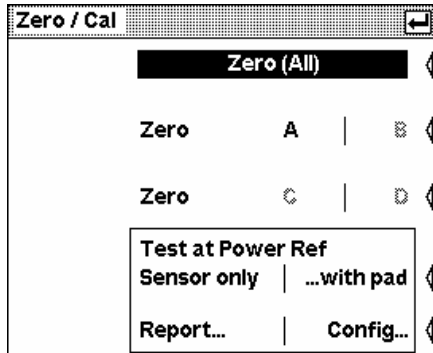 Zero / Cal
Zero (All)
Zero A | B
Zero C | D
Test at Power Ref
Sensor only | ...with pad
Report... | Config...